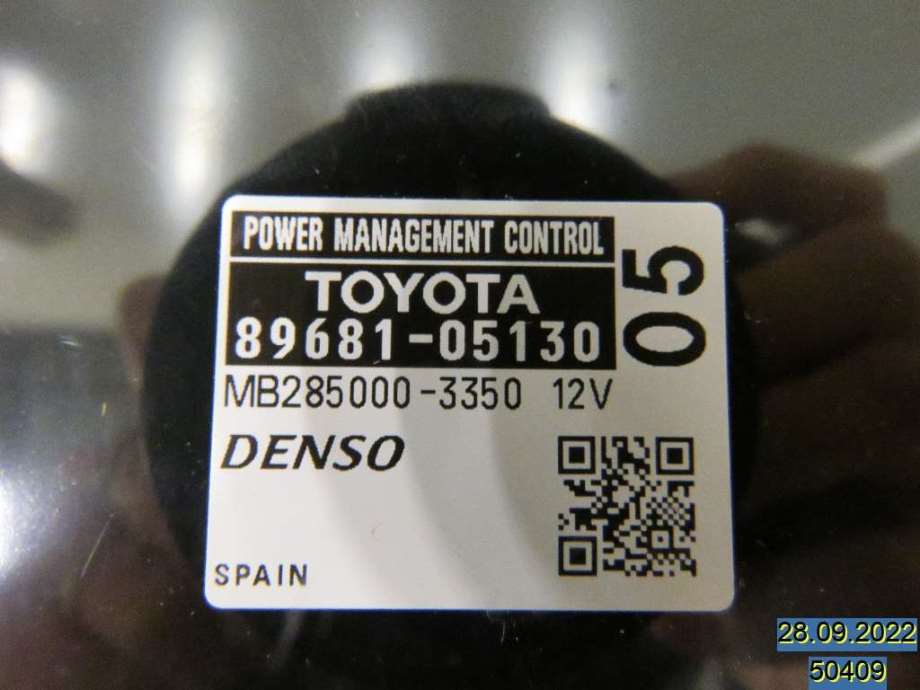 POWER MANAGEMENT CONTROL
TOYOTA
89681-05130
05
MB285000-3350 12V
DENSO
SPAIN
28.09.2022
50409